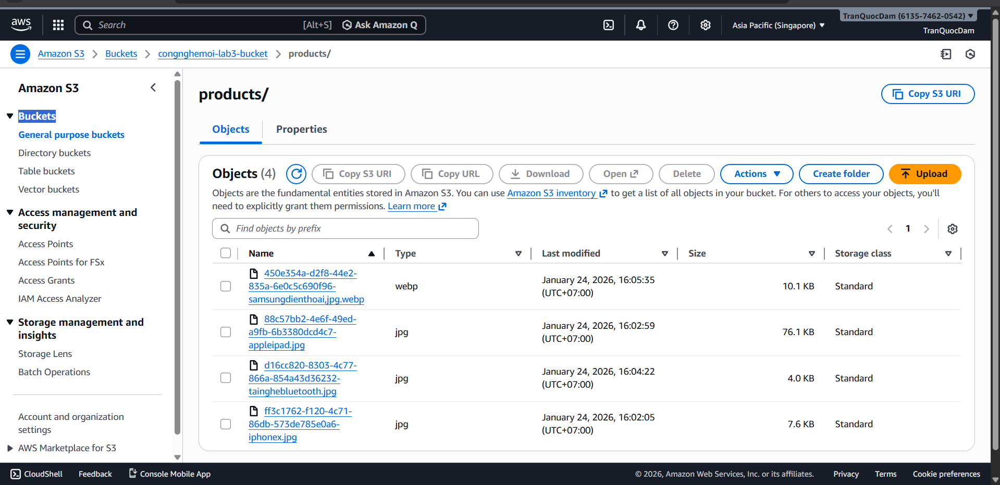 aws
Search [Alt+S] Ask Amazon Q
Asia Pacific (Singapore)
TranQuocDam (6135-7462-0542)
TranQuocDam
Amazon S3 > Buckets > congnghemoi-lab3-bucket > products/
Amazon S3
Buckets
General purpose buckets
Directory buckets
Table buckets
Vector buckets
Access management and
security
Access Points
Access Points for FSx
Access Grants
IAM Access Analyzer
Storage management and
insights
Storage Lens
Batch Operations
Account and organization
settings
AWS Marketplace for S3
products/
Copy S3 URI
Objects Properties
Objects (4) Copy S3 URI Copy URL Download Open Delete Actions Create folder Upload
Objects are the fundamental entities stored in Amazon S3. You can use Amazon S3 inventory to get a list of all objects in your bucket. For others to access your objects, you'll
need to explicitly grant them permissions. Learn more
Find objects by prefix
1
Name Type Last modified Size Storage class
450e354a-d2f8-44e2-
835a-6e0c5c690f96-
samsungdienthoai,jpg.webp
webp
January 24, 2026, 16:05:35
(UTC+07:00)
10.1 KB
Standard
88c57bb2-4e6f-49ed-
a9fb-6b3380dcd4c7-
appleipad.jpg
jpg
January 24, 2026, 16:02:59
(UTC+07:00)
76.1 KB
Standard
d16cc820-8303-4c77-
866a-854a43d36232-
tainghebluetooth.jpg
jpg
January 24, 2026, 16:04:22
(UTC+07:00)
4.0 KB
Standard
ff3c1762-f120-4c71-
86db-573de785e0a6-
iphonex.jpg
jpg
January 24, 2026, 16:02:05
(UTC+07:00)
7.6 KB
Standard
CloudShell Feedback Console Mobile App © 2026, Amazon Web Services, Inc. or its affiliates. Privacy Terms Cookie preferences